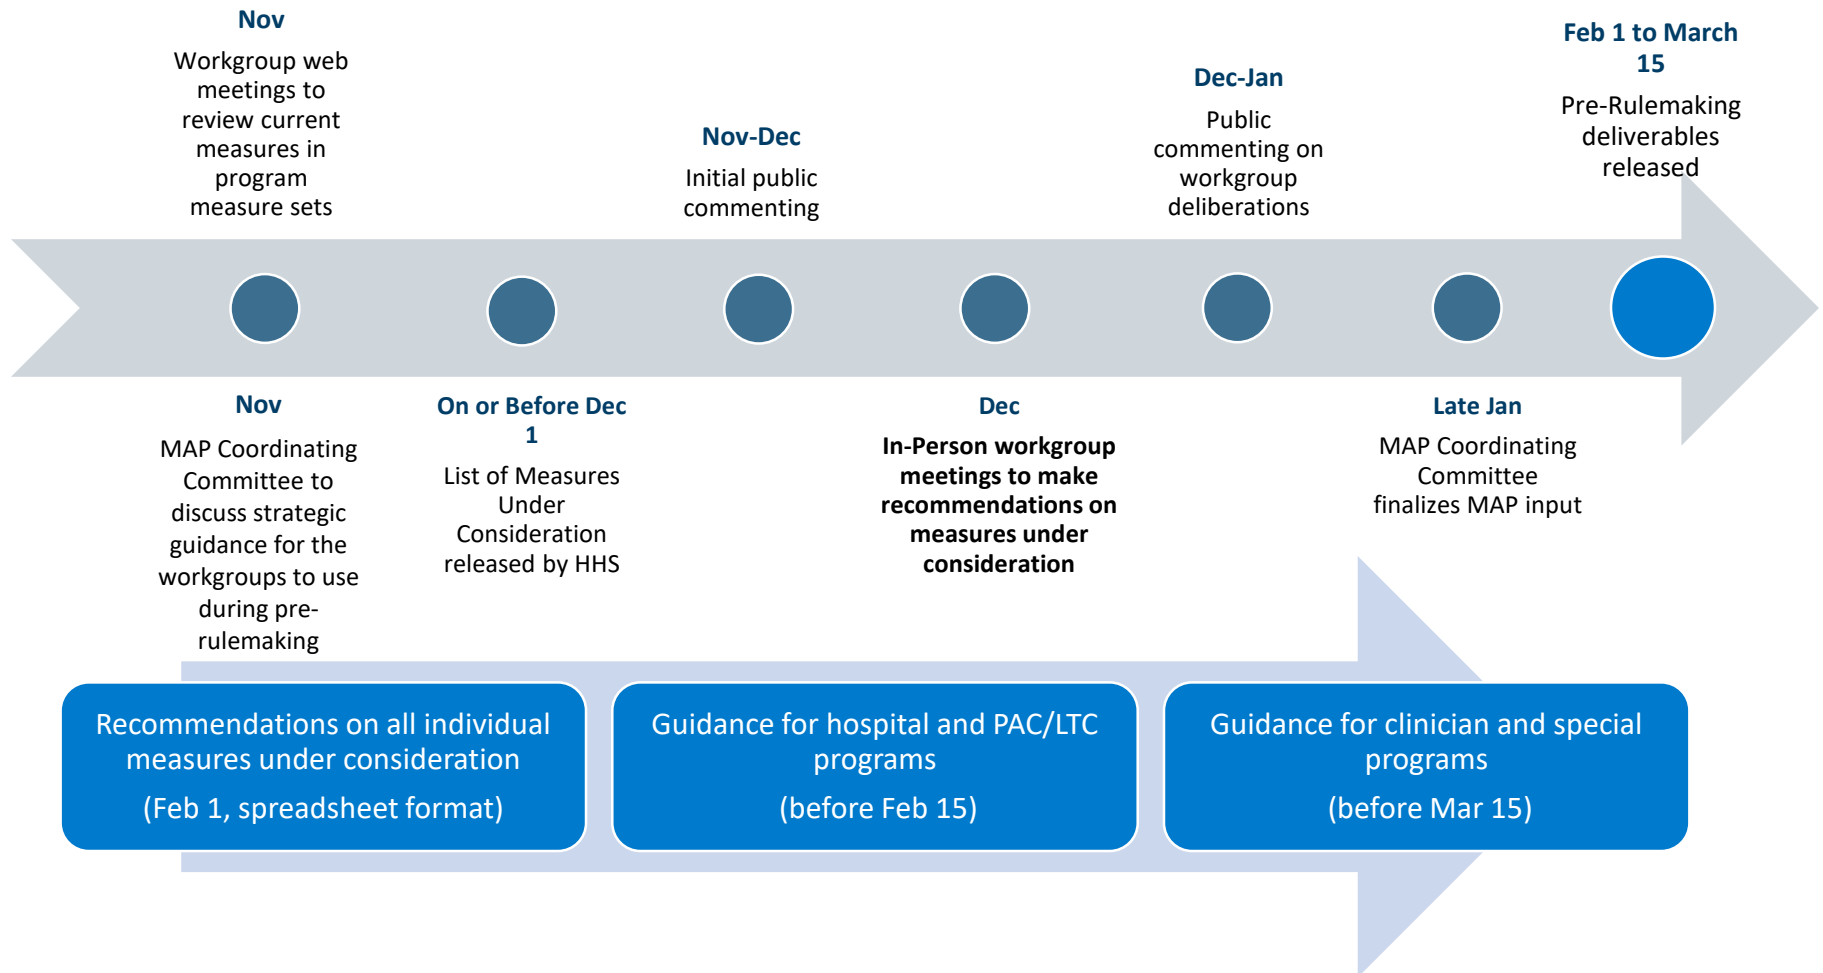 Nov
Workgroup web
meetings to
review current
measures in
program
measure sets
Nov-Dec
Initial public
commenting
Dec-Jan
Public
commenting on
workgroup
deliberations
Feb 1 to March
15
Pre-Rulemaking
deliverables
released
Nov
MAP Coordinating
Committee to
discuss strategic
guidance for the
workgroups to use
during pre-
rulemaking
On or Before Dec
1
List of Measures
Under
Consideration
released by HHS
Dec
In-Person workgroup
meetings to make
recommendations on
measures under
consideration
Late Jan
MAP Coordinating
Committee
finalizes MAP input
Recommendations on all individual
measures under consideration
(Feb 1, spreadsheet format)
Guidance for hospital and PAC/LTC
programs
(before Feb 15)
Guidance for clinician and special
programs
(before Mar 15)